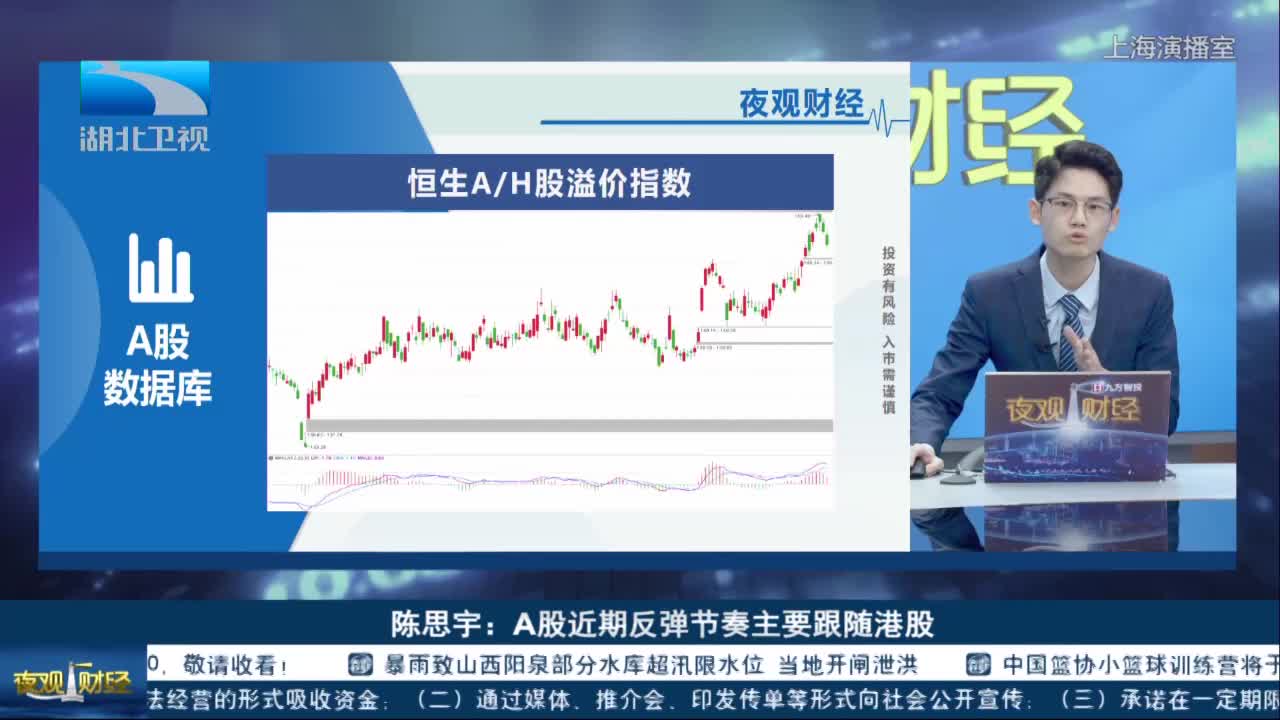 上海演播室
湖北卫视
夜观财经
财经
恒生A/H股溢价指数
A股
数据库
投资有风险 入市需谨慎
九方智投
夜观财经
陈思宇：A股近期反弹节奏主要跟随港股
0，敬请收看！ 暴雨致山西阳泉部分水库超汛限水位 当地开闸泄洪 中国篮协小篮球训练营将于
夜观财经
法经营的形式吸收资金；（二）通过媒体、推介会、印发传单等形式向社会公开宣传；（三）承诺在一定期限